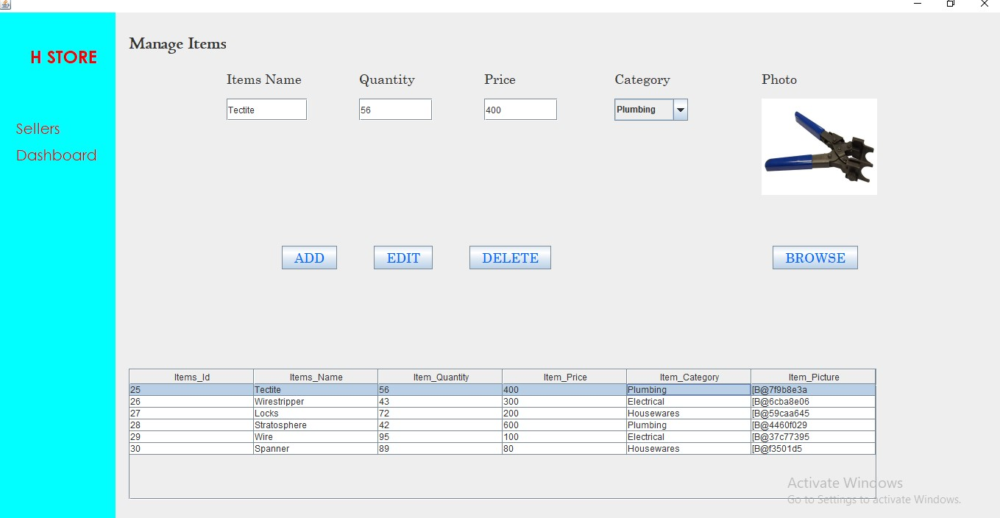 H STORE
Sellers
Dashboard
Manage Items
Items Name Quantity Price Category Photo
Tectite 56 400 Plumbing
ADD EDIT DELETE BROWSE
Items_Id Items_Name Item_Quantity Item_Price Item_Category Item_Picture
25 Tectite 56 400 Plumbing [B@7f9b8e3a
26 Wirestripper 43 300 Electrical [B@6cba8e06
27 Locks 72 200 Housewares [B@59caa645
28 Stratosphere 42 600 Plumbing [B@4460f029
29 Wire 95 100 Electrical [B@37c77395
30 Spanner 89 80 Housewares [B@f3501d5
Activate Windows
Go to Settings to activate Windows.